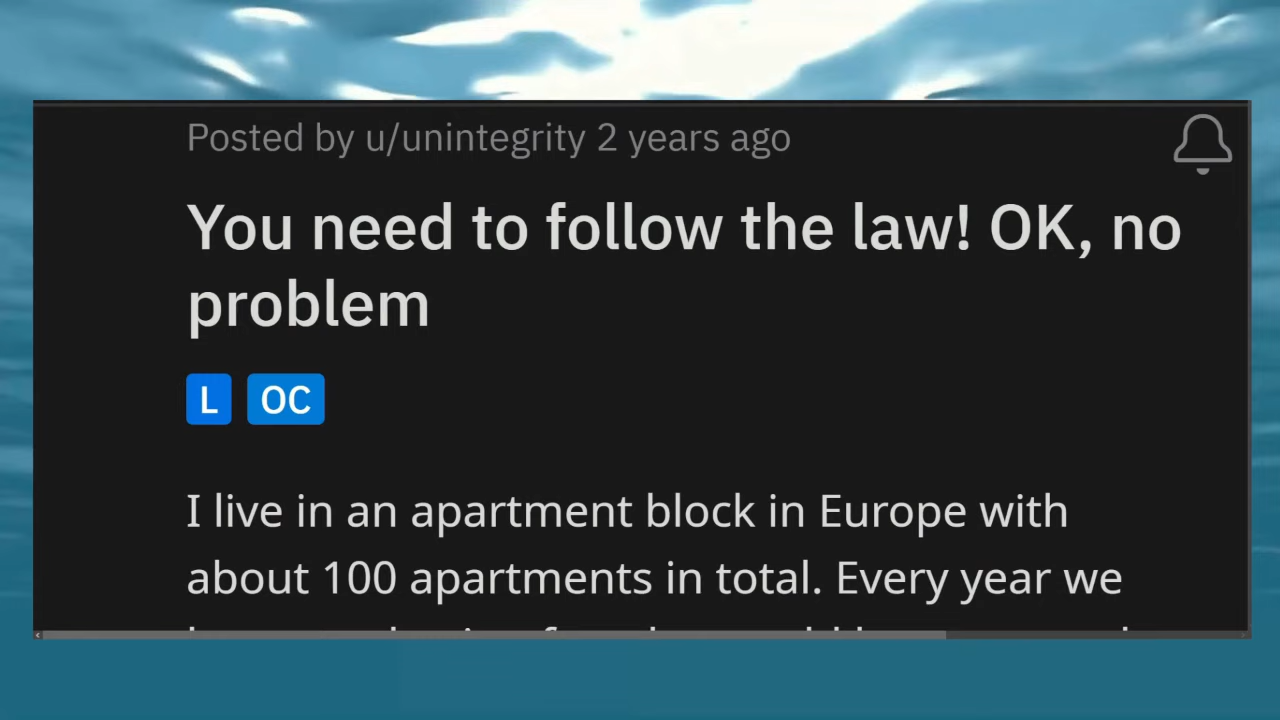 Posted by u/unintegrity 2 years ago
You need to follow the law! OK, no
problem
L OC
I live in an apartment block in Europe with
about 100 apartments in total. Every year we